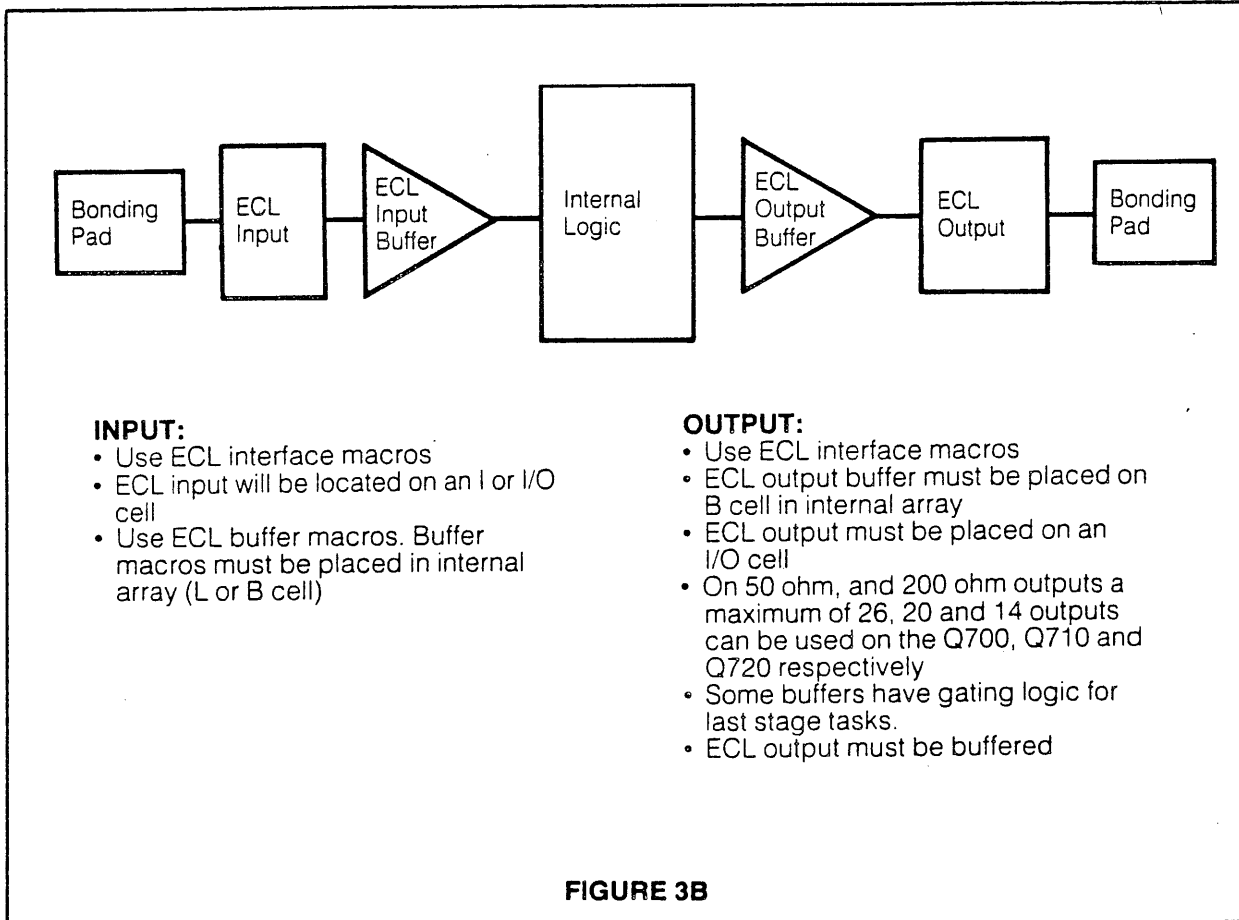 Bonding
Pad
ECL
Input
ECL
Input
Buffer
Internal
Logic
ECL
Output
Buffer
ECL
Output
Bonding
Pad
INPUT:
• Use ECL interface macros
• ECL input will be located on an I or I/O
cell
• Use ECL buffer macros. Buffer
macros must be placed in internal
array (L or B cell)
OUTPUT:
• Use ECL interface macros
• ECL output buffer must be placed on
B cell in internal array
• ECL output must be placed on an
I/O cell
• On 50 ohm, and 200 ohm outputs a
maximum of 26, 20 and 14 outputs
can be used on the Q700, Q710 and
Q720 respectively
• Some buffers have gating logic for
last stage tasks.
• ECL output must be buffered
FIGURE 3B